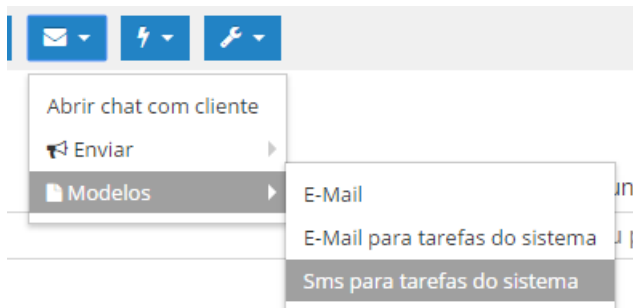 Abrir chat com cliente
Enviar
Modelos
E-Mail
E-Mail para tarefas do sistema
Sms para tarefas do sistema